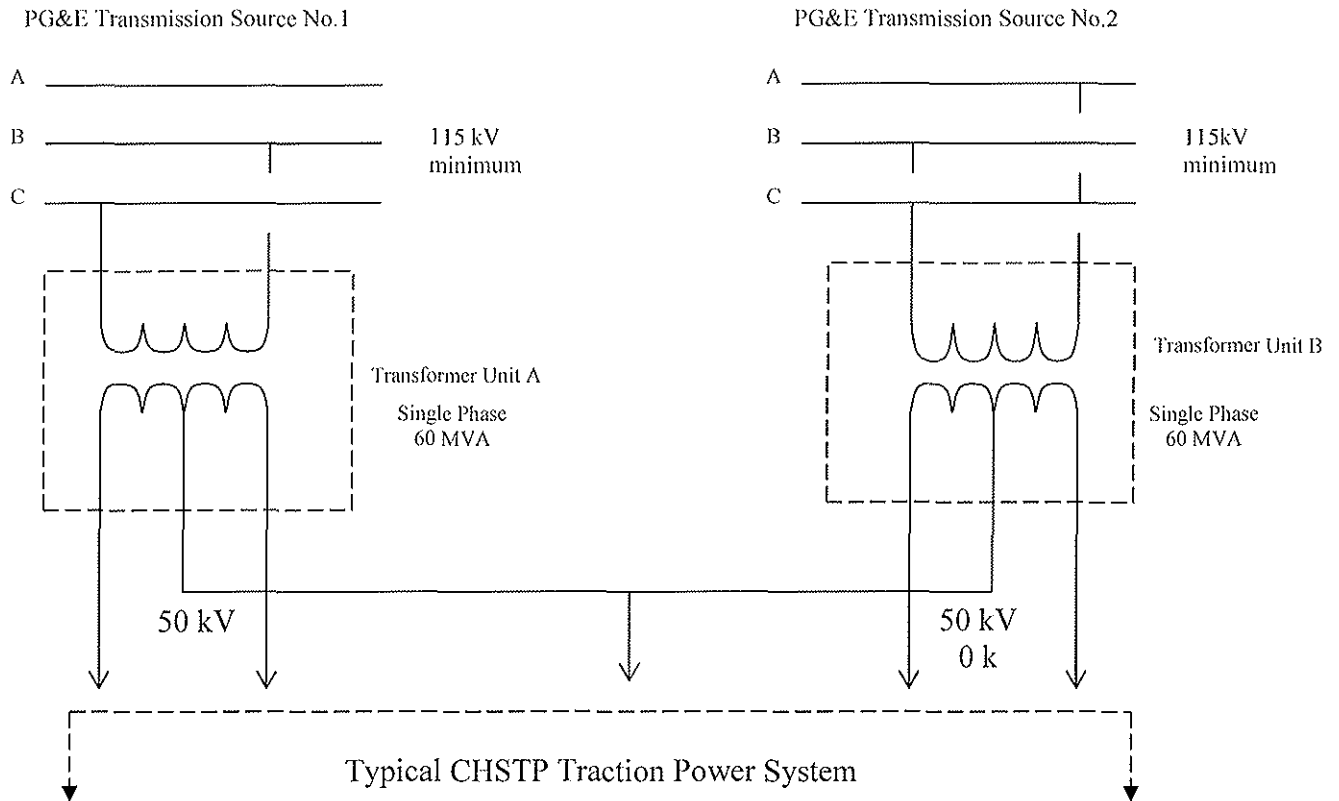 PG&E Transmission Source No.1
PG&E Transmission Source No.2
A
B
C
115 kV
minimum
A
B
C
115kV
minimum
Transformer Unit A
Single Phase
60 MVA
Transformer Unit B
Single Phase
60 MVA
50 kV
50 kV
0 k
Typical CHSTP Traction Power System